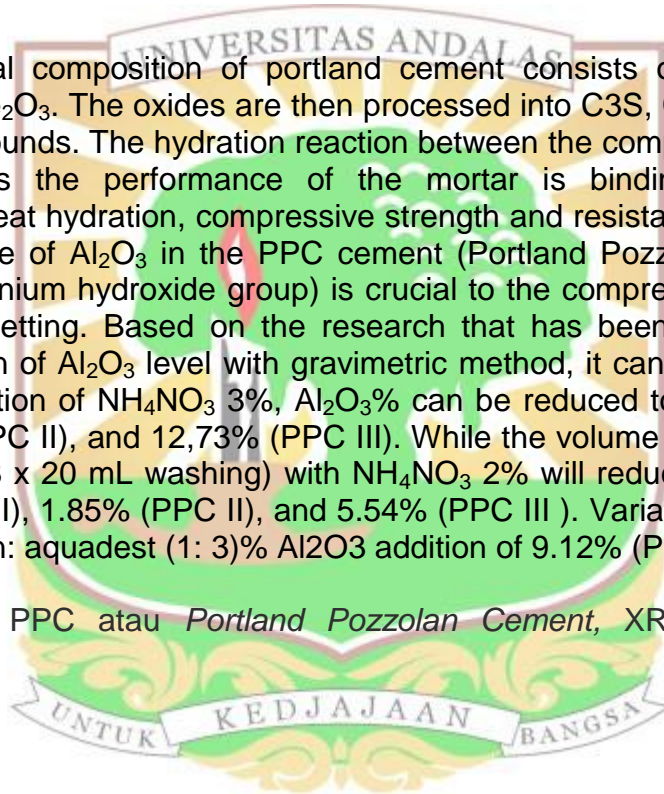 UNIVERSITAS ANDALAS
al composition of portland cement consists
₂O₃. The oxides are then processed into C3S,
ounds. The hydration reaction between the com
s the performance of the mortar is bindin
eat hydration, compressive strength and resista
e of Al₂O₃ in the PPC cement (Portland Pozz
nium hydroxide group) is crucial to the compre
etting. Based on the research that has been
n of Al₂O₃ level with gravimetric method, it can
tion of NH₄NO₃ 3%, Al₂O₃% can be reduced to
PC II), and 12,73% (PPC III). While the volume
3 x 20 mL washing) with NH₄NO₃ 2% will redu
I), 1.85% (PPC II), and 5.54% (PPC III ). Varia
n: aquadest (1: 3)% Al2O3 addition of 9.12% (P
PPC atau Portland Pozzolan Cement, XR
UNTUK KEDJAJAAN BANGSA